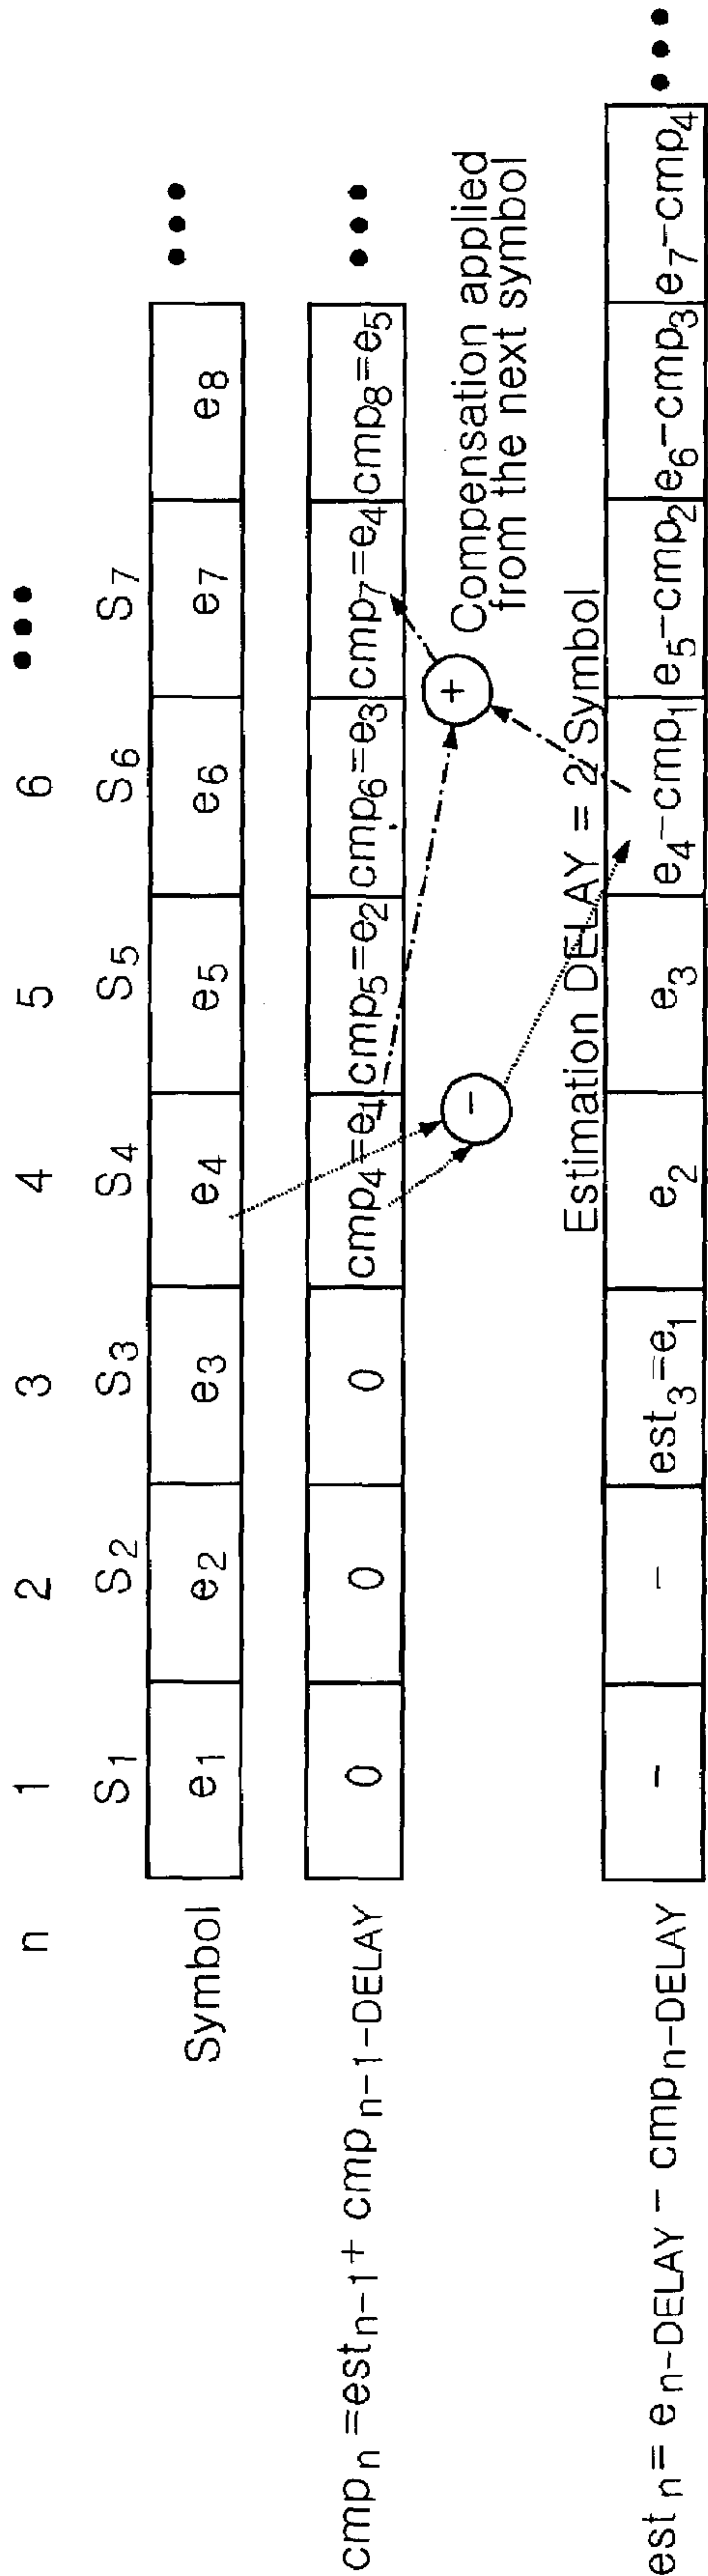 n 1 2 3 4 5 6 •••
S1 S2 S3 S4 S5 S6 S7
Symbol e1 e2 e3 e4 e5 e6 e7 e8 •••
cmpn =estn-1+ cmpn-1-DELAY 0 0 0 cmp4=e1 cmp5=e2 cmp6=e3 cmp7=e4 cmp8=e5 •••
- +
Compensation applied
from the next symbol
Estimation DELAY = 2 Symbol
estn= en-DELAY - cmpn-DELAY - - est3=e1 e2 e3 e4-cmp1 e5-cmp2 e6-cmp3 e7-cmp4 •••